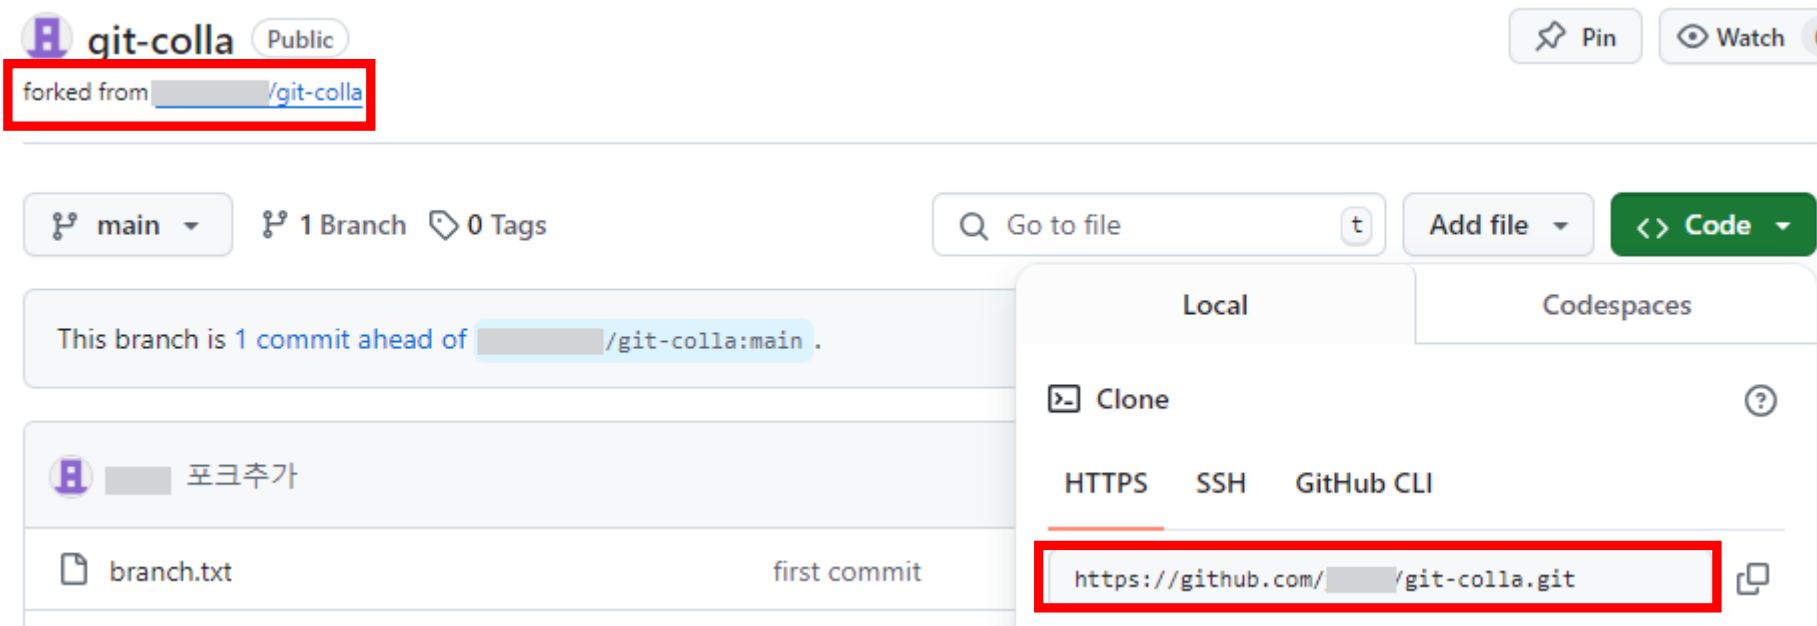 git-colla Public Pin Watch
forked from /git-colla
main 1 Branch 0 Tags Go to file t Add file <> Code
Local Codespaces
This branch is 1 commit ahead of /git-colla:main .
Clone
포크추가
HTTPS SSH GitHub CLI
branch.txt first commit
https://github.com/ /git-colla.git